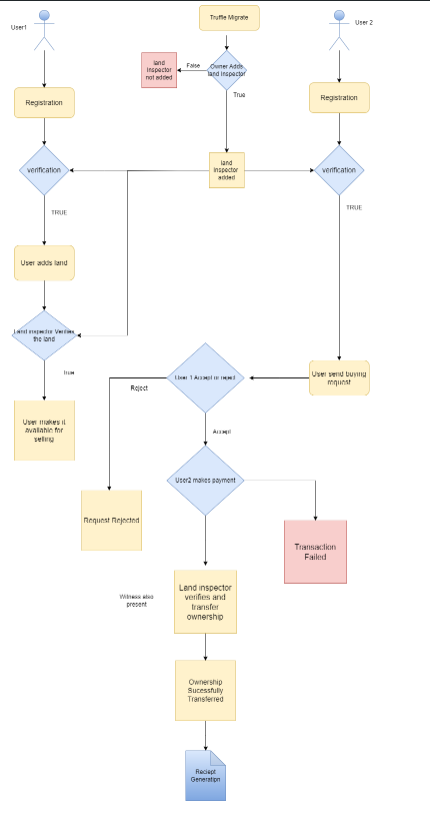 Truffle Migrate
User1
User 2
land
Inspector
not added
False
Owner Adds
land Inspector
True
Registration
Registration
verification
land
Inspector
added
verification
TRUE
TRUE
User adds land
Land inspector Verifies
the land
true
User makes it
available for
selling
User 1 Accept or reject
User send buying
request
Reject
Accept
User2 makes payment
Request Rejected
Transaction
Failed
Witness also
present
Land inspector
verifies and
transfer
ownership
Ownership
Sucessfully
Transferred
Reciept
Generation